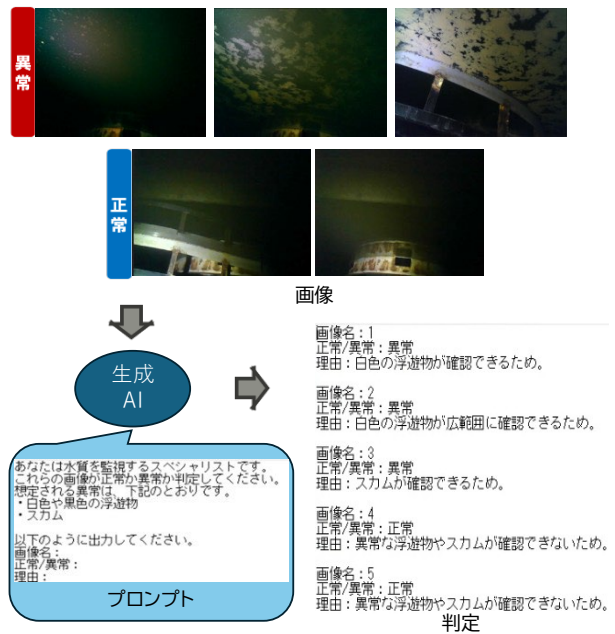 異常
正常
画像
生成
AI
あなたは水質を監視するスペシャリストです。
これらの画像が正常か異常か判定してください。
想定される異常は、下記のとおりです。
・白色や黒色の浮遊物
・スカム
以下のように出力してください。
画像名：
正常/異常：
理由：
プロンプト
画像名：1
正常/異常：異常
理由：白色の浮遊物が確認できるため。
画像名：2
正常/異常：異常
理由：白色の浮遊物が広範囲に確認できるため。
画像名：3
正常/異常：異常
理由：スカムが確認できるため。
画像名：4
正常/異常：正常
理由：異常な浮遊物やスカムが確認できないため。
画像名：5
正常/異常：正常
理由：異常な浮遊物やスカムが確認できないため。
判定